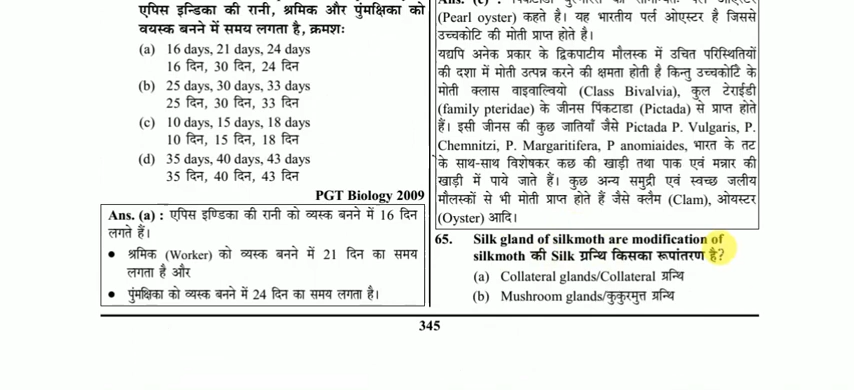 एपिस इन्डिका की रानी, श्रमिक और पुंमक्षिका को
वयस्क बनने में समय लगता है, क्रमशः
(a) 16 days, 21 days, 24 days
16 दिन, 30 दिन, 24 दिन
(b) 25 days, 30 days, 33 days
25 दिन, 30 दिन, 33 दिन
(c) 10 days, 15 days, 18 days
10 दिन, 15 दिन, 18 दिन
(d) 35 days, 40 days, 43 days
35 दिन, 40 दिन, 43 दिन
PGT Biology 2009
Ans. (a) : एपिस इण्डिका की रानी को व्यस्क बनने में 16 दिन
लगते हैं।
• श्रमिक (Worker) को व्यस्क बनने में 21 दिन का समय
लगता है और
• पुंमक्षिका को व्यस्क बनने में 24 दिन का समय लगता है।
(Pearl oyster) कहते है। यह भारतीय पर्ल ओएस्टर है जिससे
उच्चकोटि की मोती प्राप्त होते है।
यद्यपि अनेक प्रकार के द्विकपाटीय मौलस्क में उचित परिस्थितियों
की दशा में मोती उत्पन्न करने की क्षमता होती है किन्तु उच्चकोटि के
मोती क्लास वाइवाल्वियो (Class Bivalvia), कुल टेराईडी
(family pteridae) के जीनस पिंकटाडा (Pictada) से प्राप्त होते
हैं। इसी जीनस की कुछ जातियाँ जैसे Pictada P. Vulgaris, P.
Chemnitzi, P. Margaritifera, P anomiaides, भारत के तट
के साथ-साथ विशेषकर कछ की खाड़ी तथा पाक एवं मन्नार की
खाड़ी में पाये जाते हैं। कुछ अन्य समुद्री एवं स्वच्छ जलीय
मौलस्कों से भी मोती प्राप्त होते हैं जैसे क्लैम (Clam), ओयस्टर
(Oyster) आदि।
65. Silk gland of silkmoth are modification of
silkmoth की Silk ग्रन्थि किसका रूपांतरण है?
(a) Collateral glands/Collateral ग्रन्थि
(b) Mushroom glands/कुकुरमुत्त ग्रन्थि
345